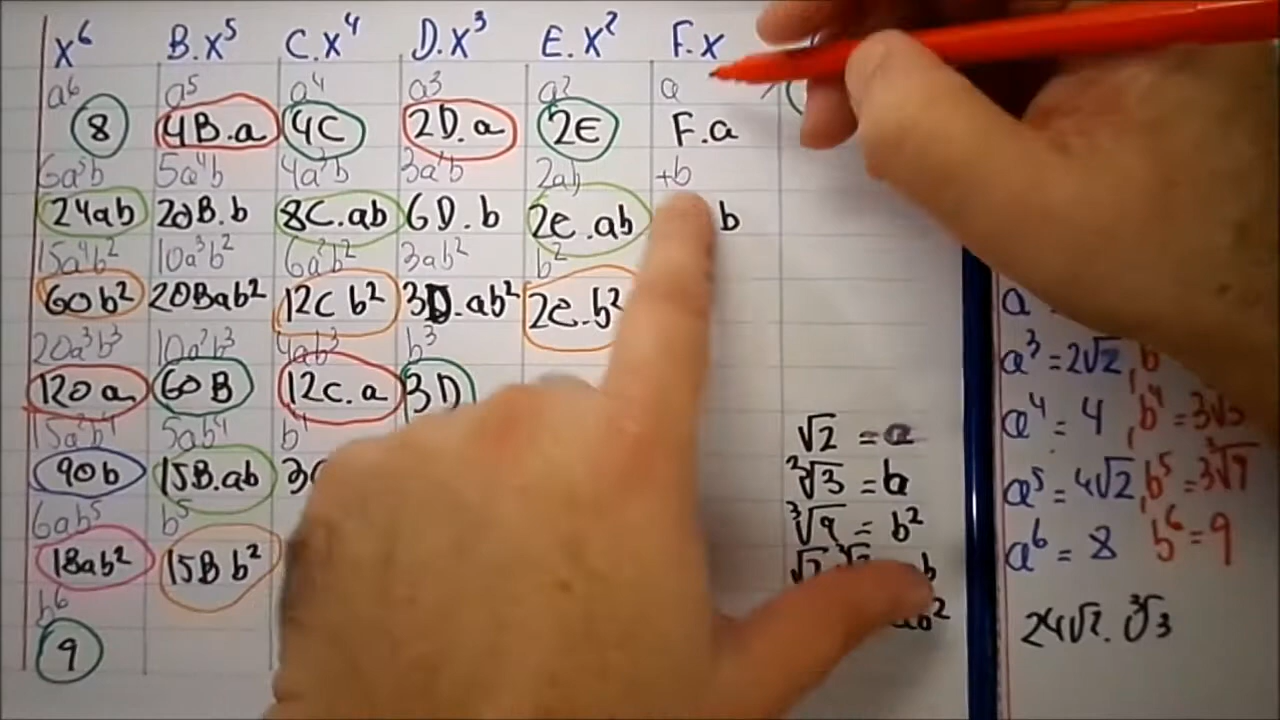 x⁶ B.x⁵ C.x⁴ D.x³ E.x² F.x
a⁶ a⁵ a⁴ a³ a² a
8 4B.a 4C 2D.a 2E F.a
6a⁵b 5a⁴b 4a³b 3a²b 2ab +b
24ab 20B.b 8C.ab 6D.b 2e.ab b
15a⁴b² 10a³b² 6a²b² 3ab² b²
60b² 20Bab² 12Cb² 3D.ab² 2e.b²
20a³b³ 10a²b³ 4ab³ b³
120a 60B 12C.a 3D
15a²b⁴ 5ab⁴ b⁴
90b 15B.ab 3
6ab⁵ b⁵
18ab² 15Bb²
b⁶
9
√2 = a
∛3 = b
∛9 = b²
b
ab²
a
a³ = 2√2, b
a⁴ = 4, b⁴ = 3∛3
a⁵ = 4√2, b⁵ = 3∛9
a⁶ = 8 b⁶ = 9
24√2.∛3